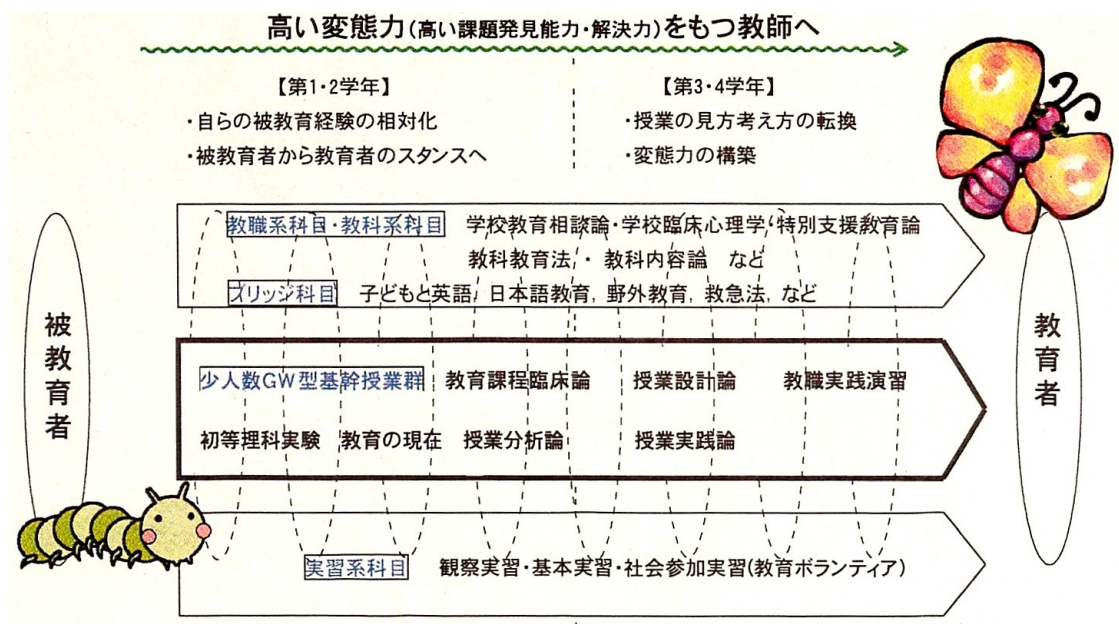 高い変態力(高い課題発見能力・解決力)をもつ教師へ
【第1・2学年】
・自らの被教育経験の相対化
・被教育者から教育者のスタンスへ
【第3・4学年】
・授業の見方考え方の転換
・変態力の構築
被教育者
教職系科目・教科系科目 学校教育相談論・学校臨床心理学・特別支援教育論
教科教育法 ・ 教科内容論 など
ブリッジ科目 子どもと英語, 日本語教育, 野外教育, 救急法, など
少人数GW型基幹授業群 教育課程臨床論 授業設計論 教職実践演習
初等理科実験 教育の現在 授業分析論 授業実践論
実習系科目 観察実習・基本実習・社会参加実習(教育ボランティア)
教育者